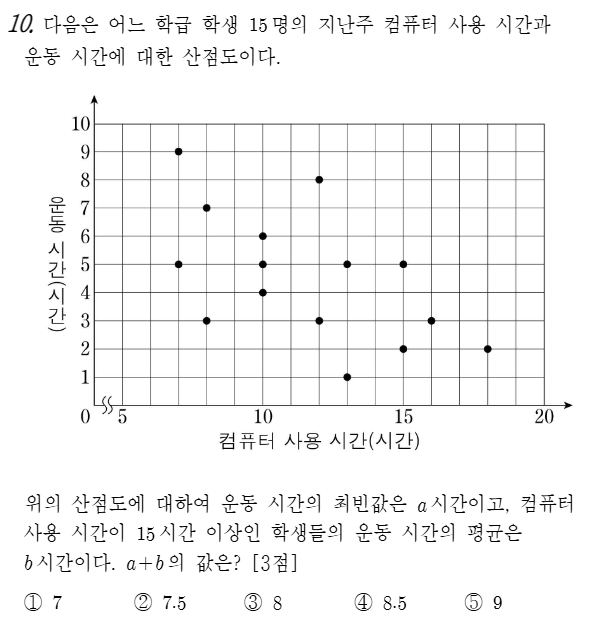 10. 다음은 어느 학급 학생 15명의 지난주 컴퓨터 사용 시간과
운동 시간에 대한 산점도이다.
10
9
8
7
6
5
4
3
2
1
운동 시간(시간)
0 5 10 15 20
컴퓨터 사용 시간(시간)
위의 산점도에 대하여 운동 시간의 최빈값은 a시간이고, 컴퓨터
사용 시간이 15시간 이상인 학생들의 운동 시간의 평균은
b시간이다. a+b의 값은? [3점]
① 7 ② 7.5 ③ 8 ④ 8.5 ⑤ 9